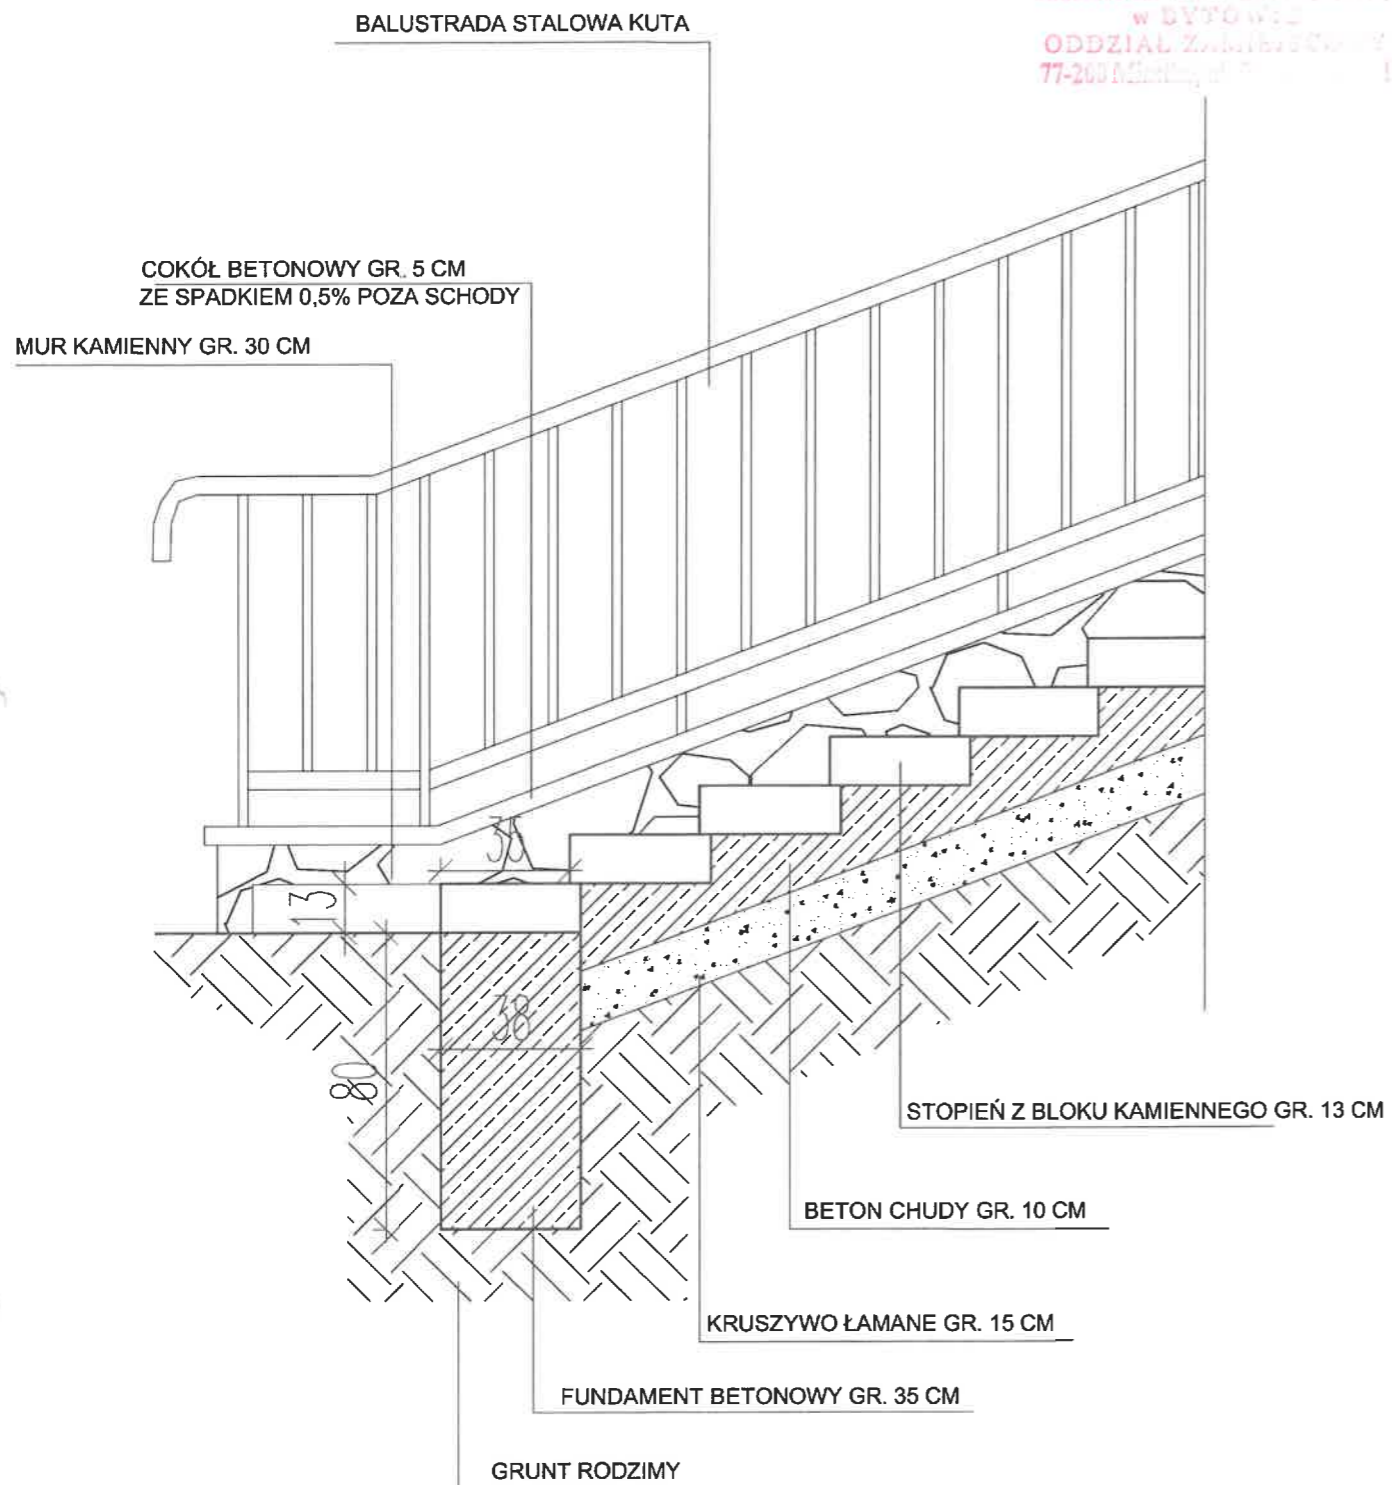 BALUSTRADA STALOWA KUTA
w BYTOWIE
ODDZIAŁ
COKÓŁ BETONOWY GR. 5 CM
ZE SPADKIEM 0,5% POZA SCHODY
MUR KAMIENNY GR. 30 CM
13
38
80
STOPIEŃ Z BLOKU KAMIENNEGO GR. 13 CM
BETON CHUDY GR. 10 CM
KRUSZYWO ŁAMANE GR. 15 CM
FUNDAMENT BETONOWY GR. 35 CM
GRUNT RODZIMY